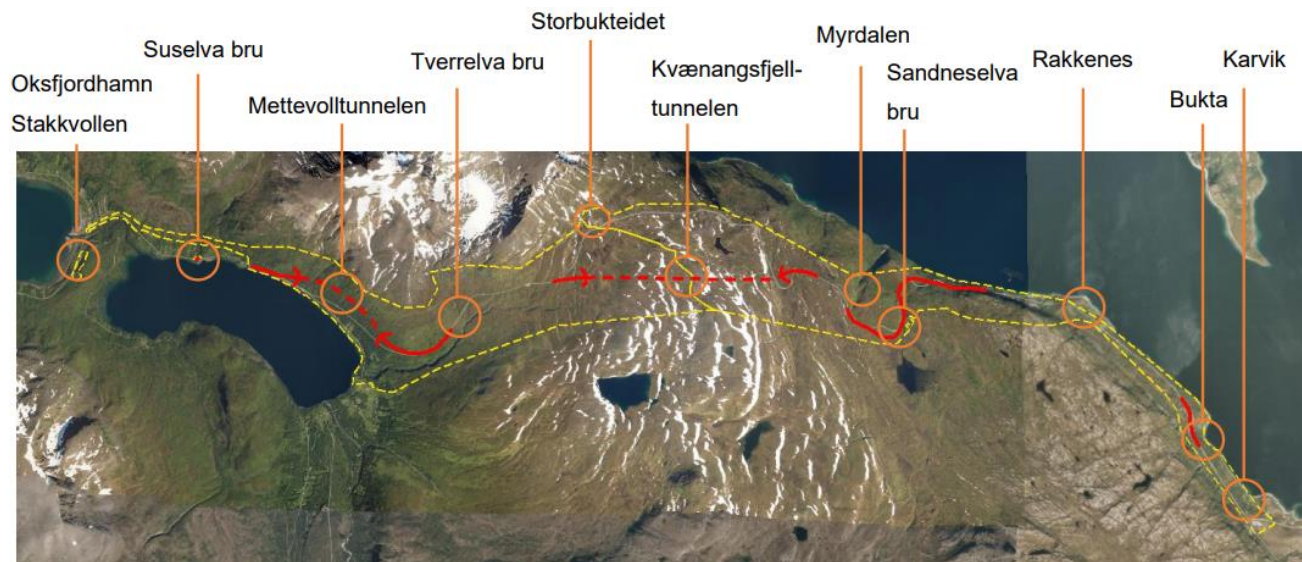 Oksfjordhamn
Stakkvollen
Suselva bru
Mettevolltunnelen
Tverrelva bru
Storbukteidet
Kvænangsfjell-
tunnelen
Myrdalen
Sandneselva
bru
Rakkenes
Bukta
Karvik